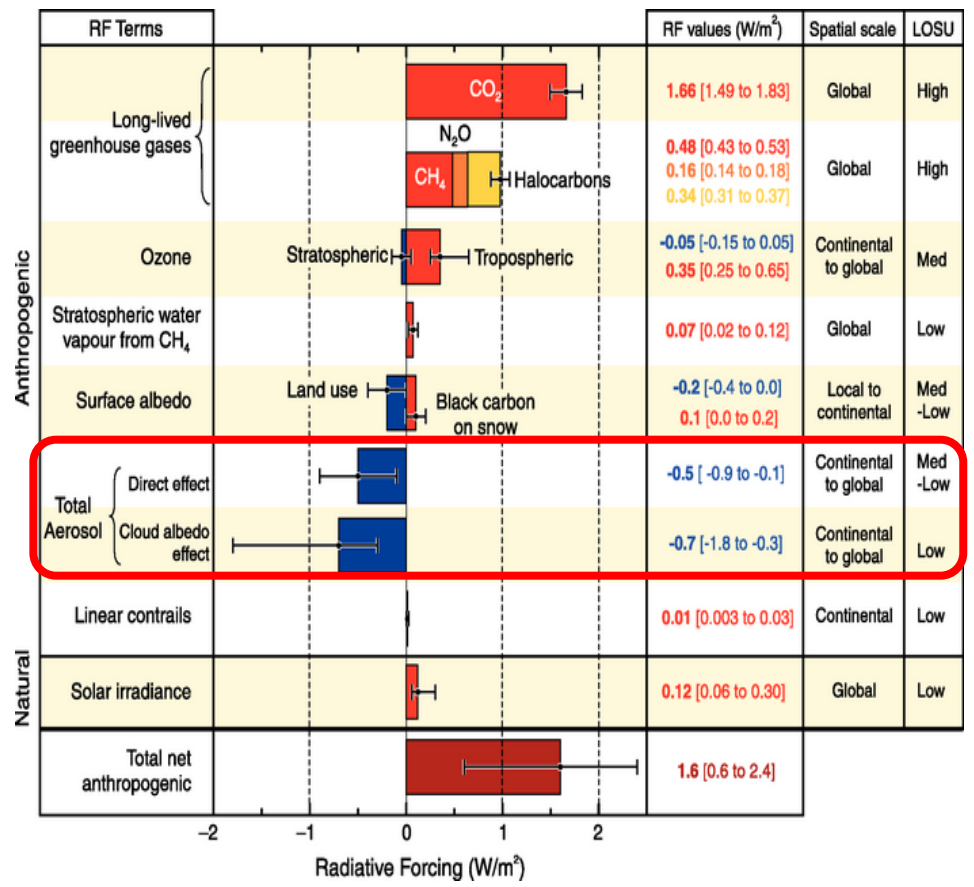 RF Terms
RF values (W/m²)
Spatial scale
LOSU
Anthropogenic
Long-lived
greenhouse gases
CO₂
1.66 [1.49 to 1.83]
Global
High
N₂O
CH₄
Halocarbons
0.48 [0.43 to 0.53]
0.16 [0.14 to 0.18]
0.34 [0.31 to 0.37]
Global
High
Ozone
Stratospheric
Tropospheric
-0.05 [-0.15 to 0.05]
0.35 [0.25 to 0.65]
Continental
to global
Med
Stratospheric water
vapour from CH₄
0.07 [0.02 to 0.12]
Global
Low
Surface albedo
Land use
Black carbon
on snow
-0.2 [-0.4 to 0.0]
0.1 [0.0 to 0.2]
Local to
continental
Med
-Low
Total
Aerosol
Direct effect
-0.5 [ -0.9 to -0.1]
Continental
to global
Med
-Low
Cloud albedo
effect
-0.7 [-1.8 to -0.3]
Continental
to global
Low
Linear contrails
0.01 [0.003 to 0.03]
Continental
Low
Natural
Solar irradiance
0.12 [0.06 to 0.30]
Global
Low
Total net
anthropogenic
1.6 [0.6 to 2.4]
−2
−1
0
1
2
Radiative Forcing (W/m²)